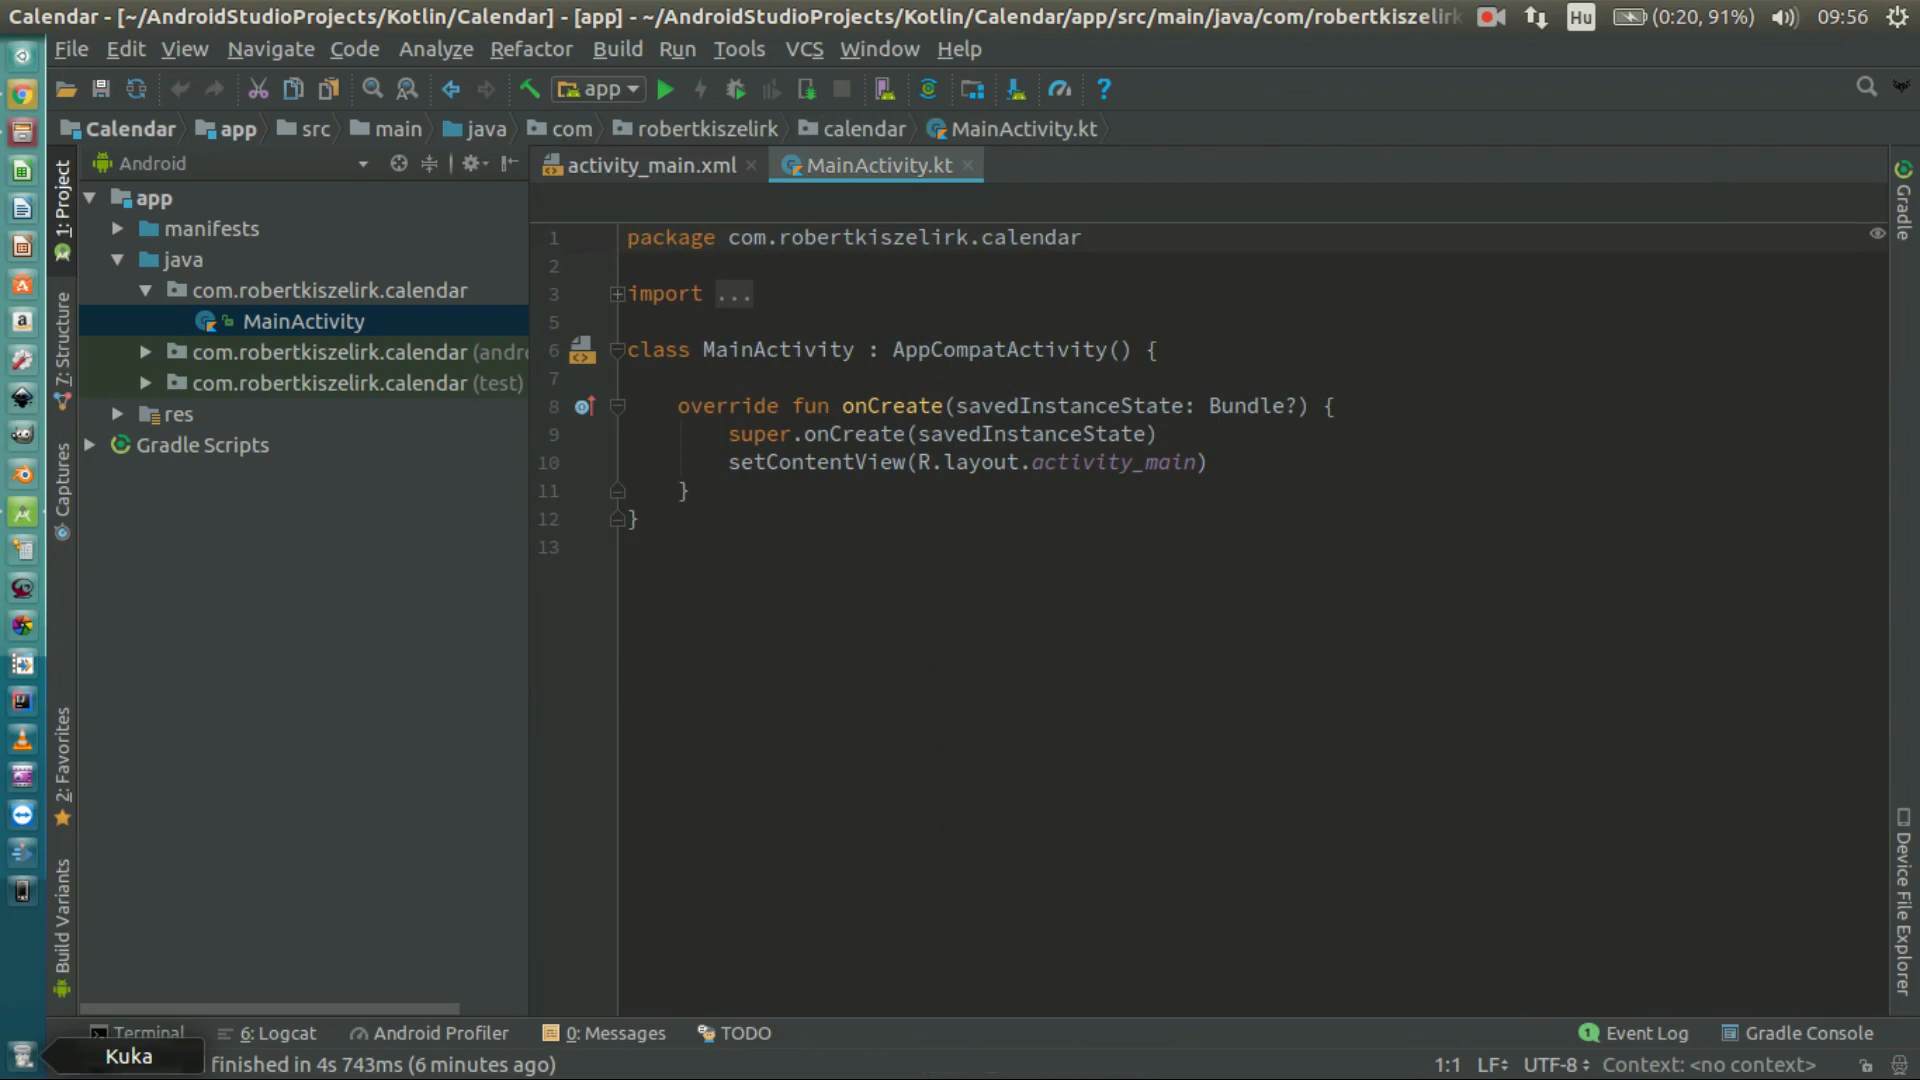 Calendar - [~/AndroidStudioProjects/Kotlin/Calendar] - [app] - ~/AndroidStudioProjects/Kotlin/Calendar/app/src/main/java/com/robertkiszelirk
Hu (0:20, 91%) 09:56
File Edit View Navigate Code Analyze Refactor Build Run Tools VCS Window Help
app
Calendar app src main java com robertkiszelirk calendar MainActivity.kt
Android
activity_main.xml MainActivity.kt
1: Project
7: Structure
Captures
2: Favorites
Build Variants
app
manifests
java
com.robertkiszelirk.calendar
MainActivity
com.robertkiszelirk.calendar (andro
com.robertkiszelirk.calendar (test)
res
Gradle Scripts
1 package com.robertkiszelirk.calendar
2
3 import ...
5
6 class MainActivity : AppCompatActivity() {
7
8 override fun onCreate(savedInstanceState: Bundle?) {
9 super.onCreate(savedInstanceState)
10 setContentView(R.layout.activity_main)
11 }
12 }
13
Gradle
Device File Explorer
Terminal 6: Logcat Android Profiler 0: Messages TODO
1 Event Log Gradle Console
Kuka
finished in 4s 743ms (6 minutes ago)
1:1 LF UTF-8 Context: <no context>